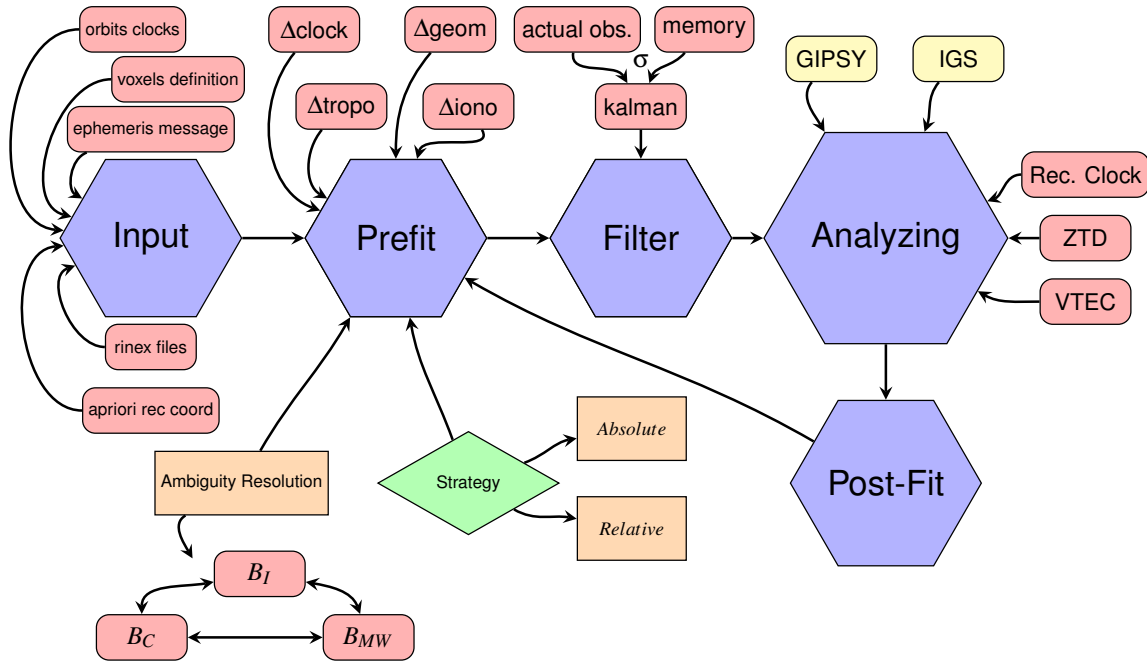 orbits clocks
Δclock
Δgeom
actual obs.
memory
σ
GIPSY
IGS
voxels definition
Δtropo
Δiono
kalman
ephemeris message
Rec. Clock
Input
Prefit
Filter
Analyzing
ZTD
VTEC
rinex files
apriori rec coord
Absolute
Ambiguity Resolution
Strategy
Post-Fit
Relative
B_I
B_C
B_MW